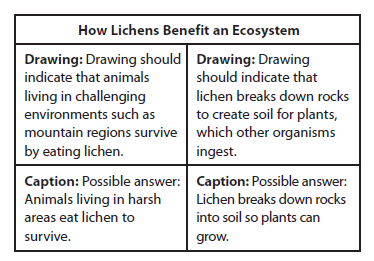 How Lichens Benefit an Ecosystem
Drawing: Drawing should
indicate that animals
living in challenging
environments such as
mountain regions survive
by eating lichen.
Drawing: Drawing
should indicate that
lichen breaks down rocks
to create soil for plants,
which other organisms
ingest.
Caption: Possible answer:
Animals living in harsh
areas eat lichen to
survive.
Caption: Possible answer:
Lichen breaks down rocks
into soil so plants can
grow.